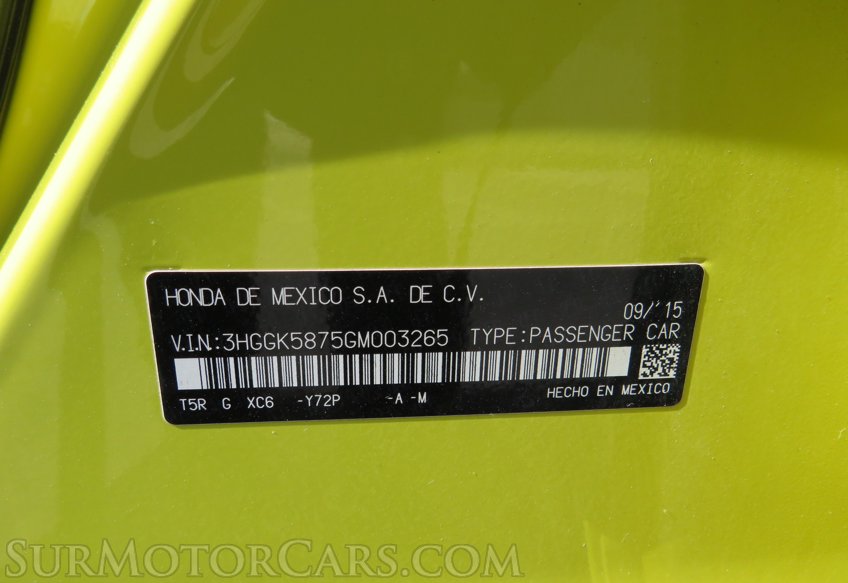 HONDA DE MEXICO S.A. DE C.V.
09/'15
V.I.N:3HGGK5875GM003265 TYPE:PASSENGER CAR
T5R G XC6 -Y72P -A -M HECHO EN MEXICO
SurMotorCars.com